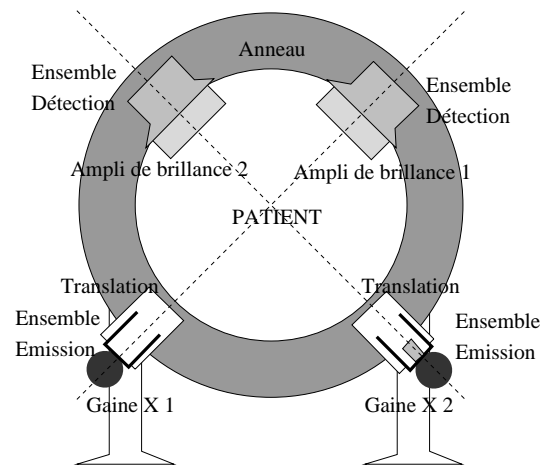 Anneau
Ensemble
Détection
Ensemble
Détection
Ampli de brillance 2
Ampli de brillance 1
PATIENT
Translation
Translation
Ensemble
Emission
Ensemble
Emission
Gaine X 1
Gaine X 2